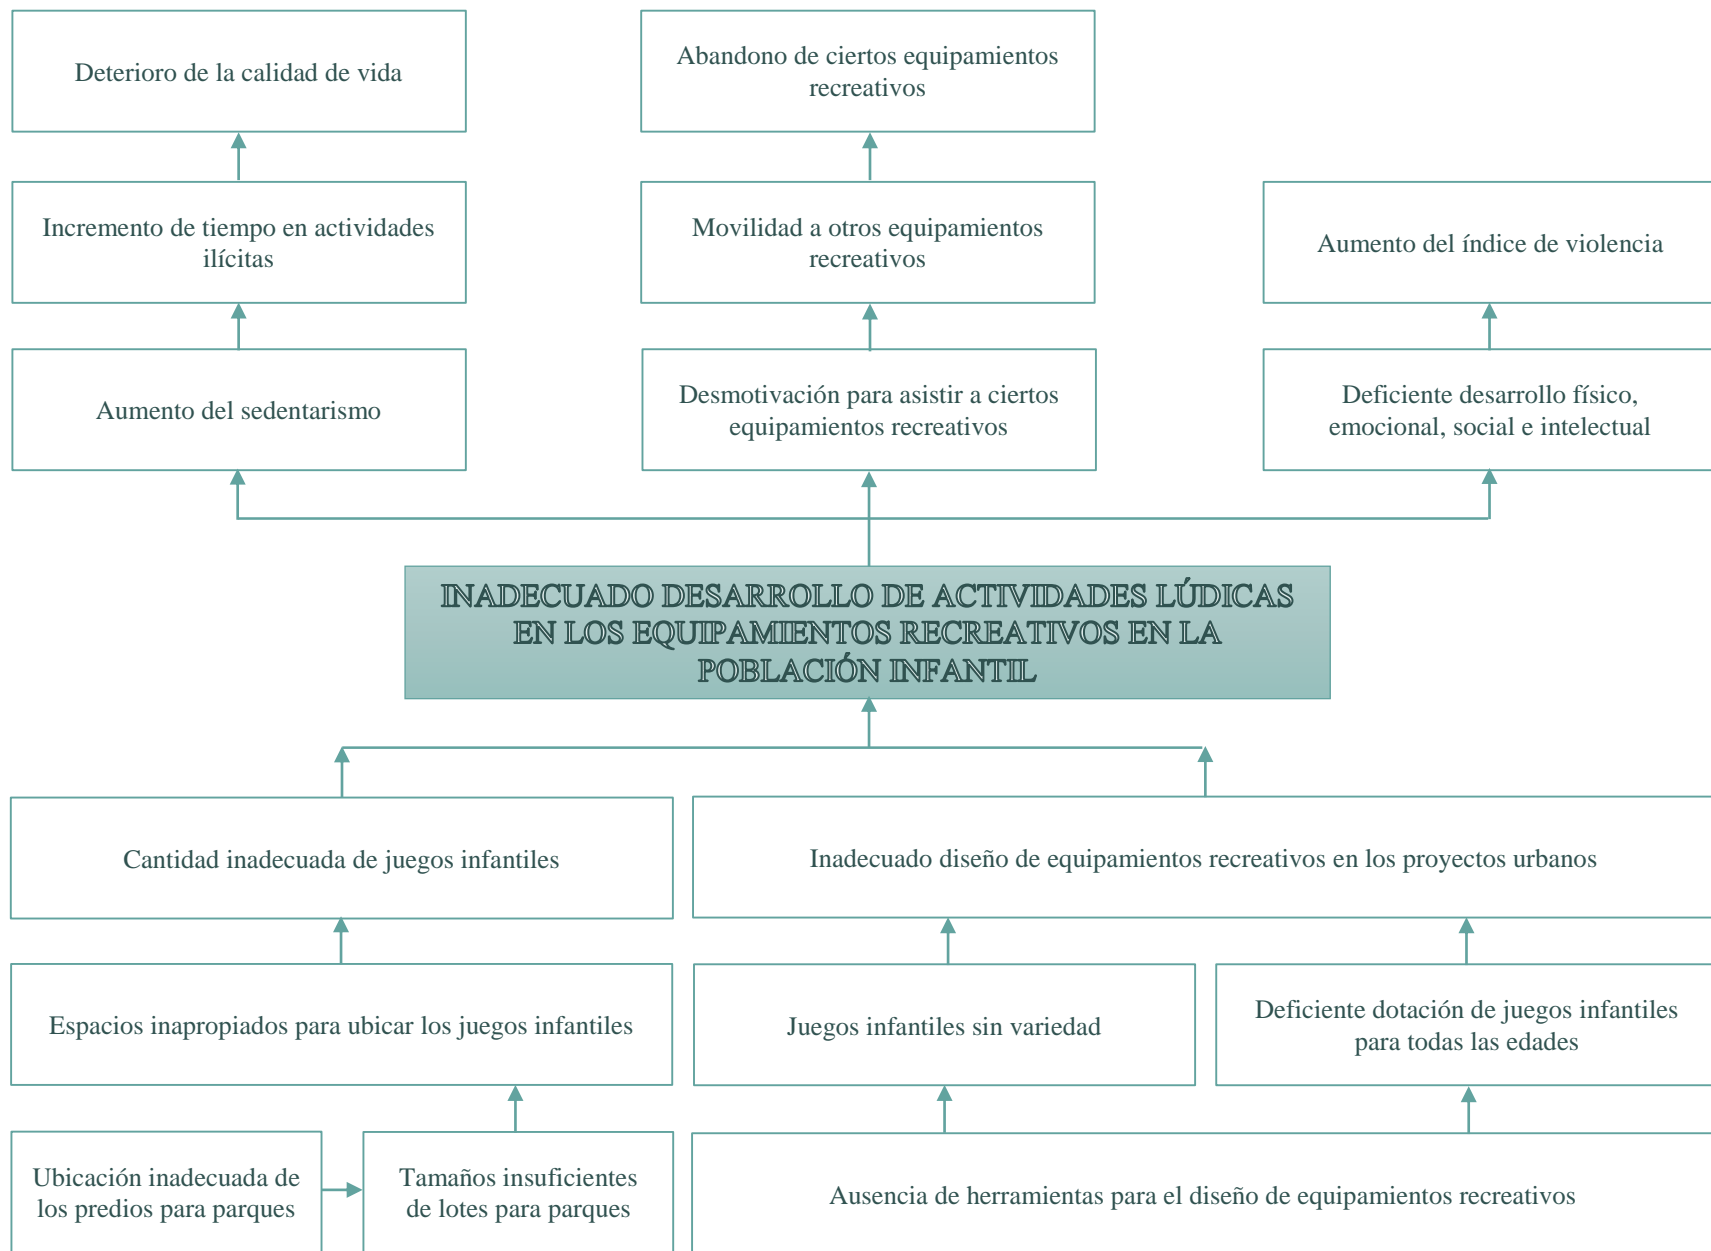 Deterioro de la calidad de vida
Abandono de ciertos equipamientos
recreativos
Incremento de tiempo en actividades
ilícitas
Movilidad a otros equipamientos
recreativos
Aumento del índice de violencia
Aumento del sedentarismo
Desmotivación para asistir a ciertos
equipamientos recreativos
Deficiente desarrollo físico,
emocional, social e intelectual
INADECUADO DESARROLLO DE ACTIVIDADES LÚDICAS
EN LOS EQUIPAMIENTOS RECREATIVOS EN LA
POBLACIÓN INFANTIL
Cantidad inadecuada de juegos infantiles
Inadecuado diseño de equipamientos recreativos en los proyectos urbanos
Espacios inapropiados para ubicar los juegos infantiles
Juegos infantiles sin variedad
Deficiente dotación de juegos infantiles
para todas las edades
Ubicación inadecuada de
los predios para parques
Tamaños insuficientes
de lotes para parques
Ausencia de herramientas para el diseño de equipamientos recreativos